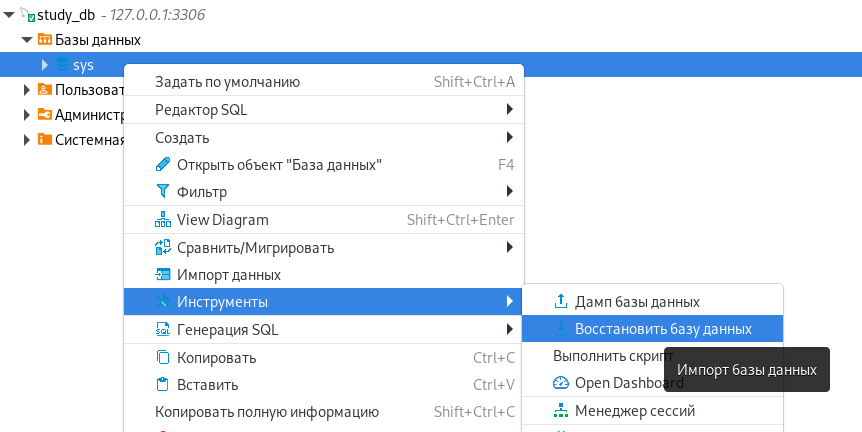 study_db - 127.0.0.1:3306
Базы данных
sys
Пользоват
Администр
Системная
Задать по умолчанию Shift+Ctrl+A
Редактор SQL
Создать
Открыть объект "База данных" F4
Фильтр
View Diagram Shift+Ctrl+Enter
Сравнить/Мигрировать
Импорт данных
Инструменты
Генерация SQL
Копировать Ctrl+C
Вставить Ctrl+V
Копировать полную информацию Shift+Ctrl+C
Дамп базы данных
Восстановить базу данных
Выполнить скрипт
Импорт базы данных
Open Dashboard
Менеджер сессий